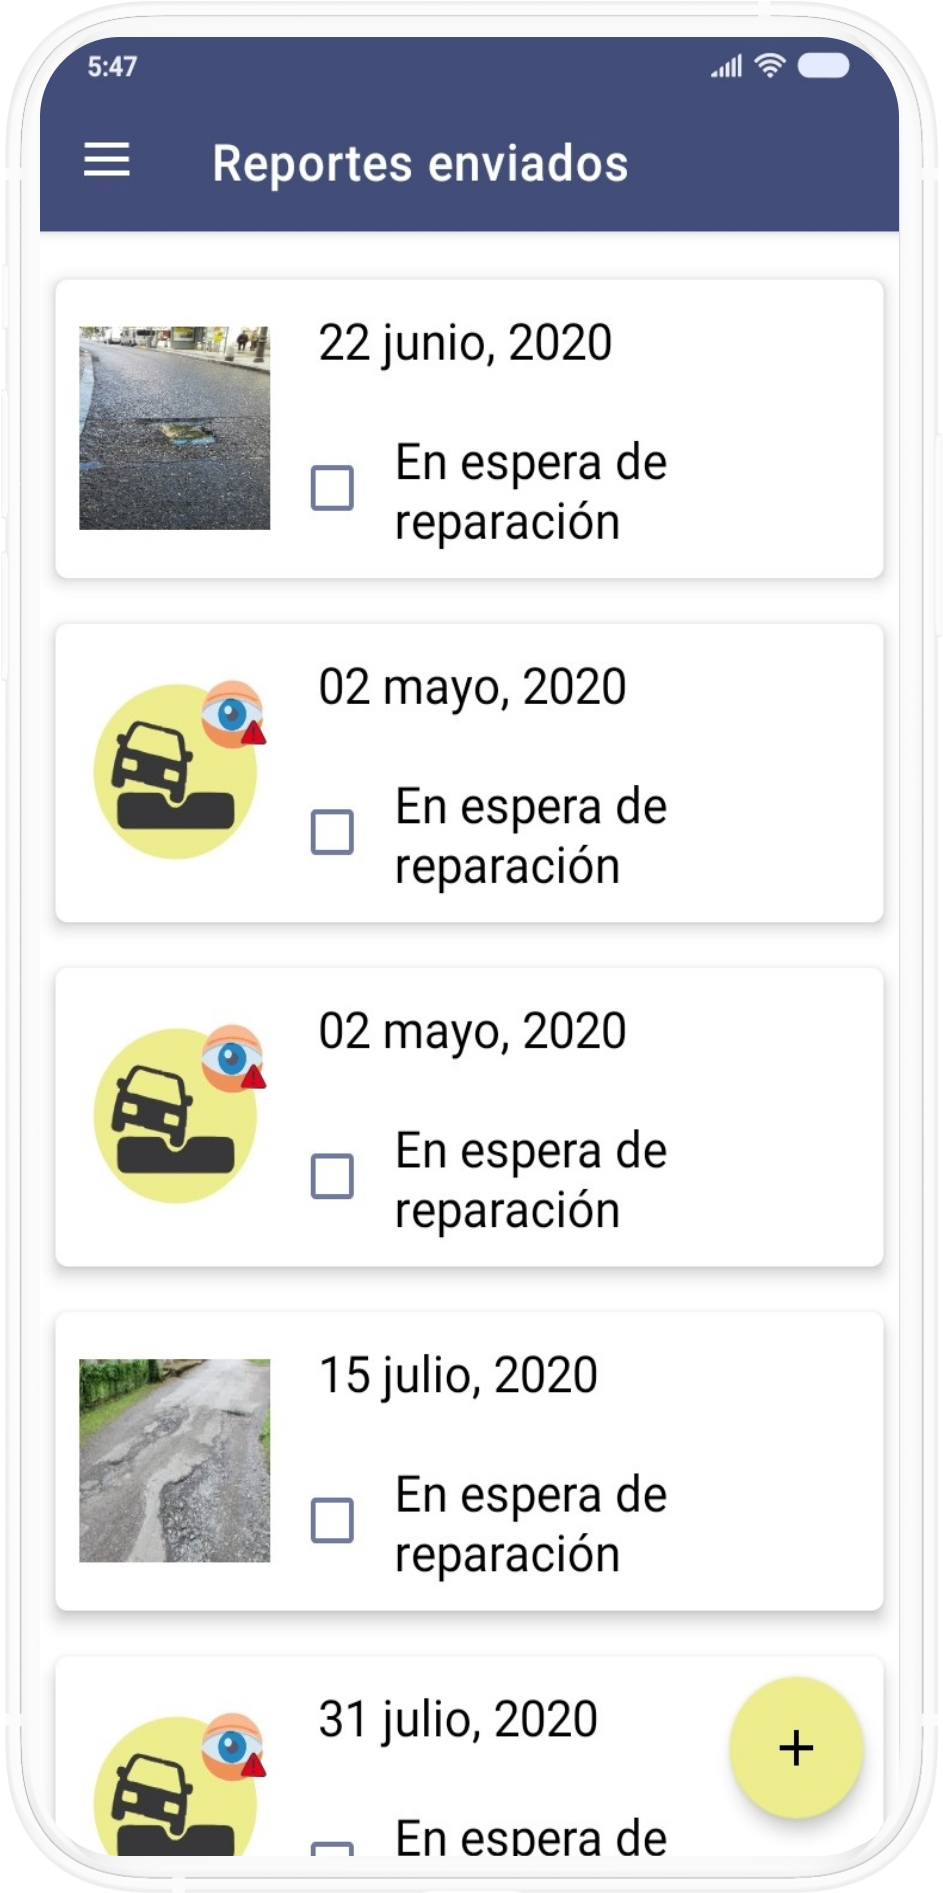 5:47
Reportes enviados
22 junio, 2020
En espera de
reparación
02 mayo, 2020
En espera de
reparación
02 mayo, 2020
En espera de
reparación
15 julio, 2020
En espera de
reparación
31 julio, 2020
+
En espera de